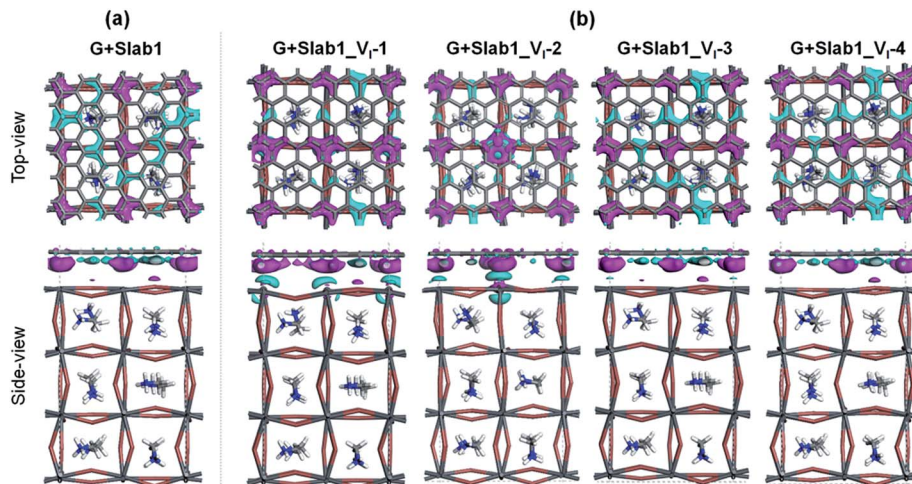 (a)
(b)
G+Slab1
G+Slab1_VI-1
G+Slab1_VI-2
G+Slab1_VI-3
G+Slab1_VI-4
Top-view
Side-view